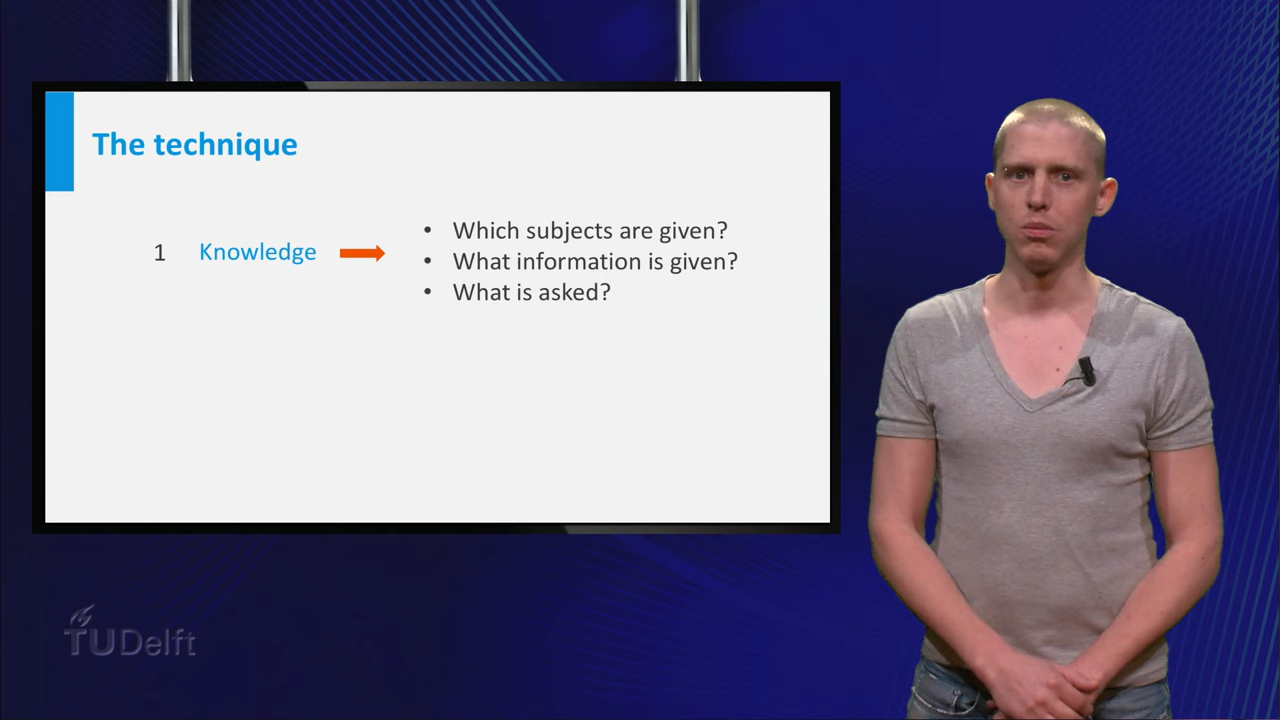 The technique
1 Knowledge
• Which subjects are given?
• What information is given?
• What is asked?
TUDelft